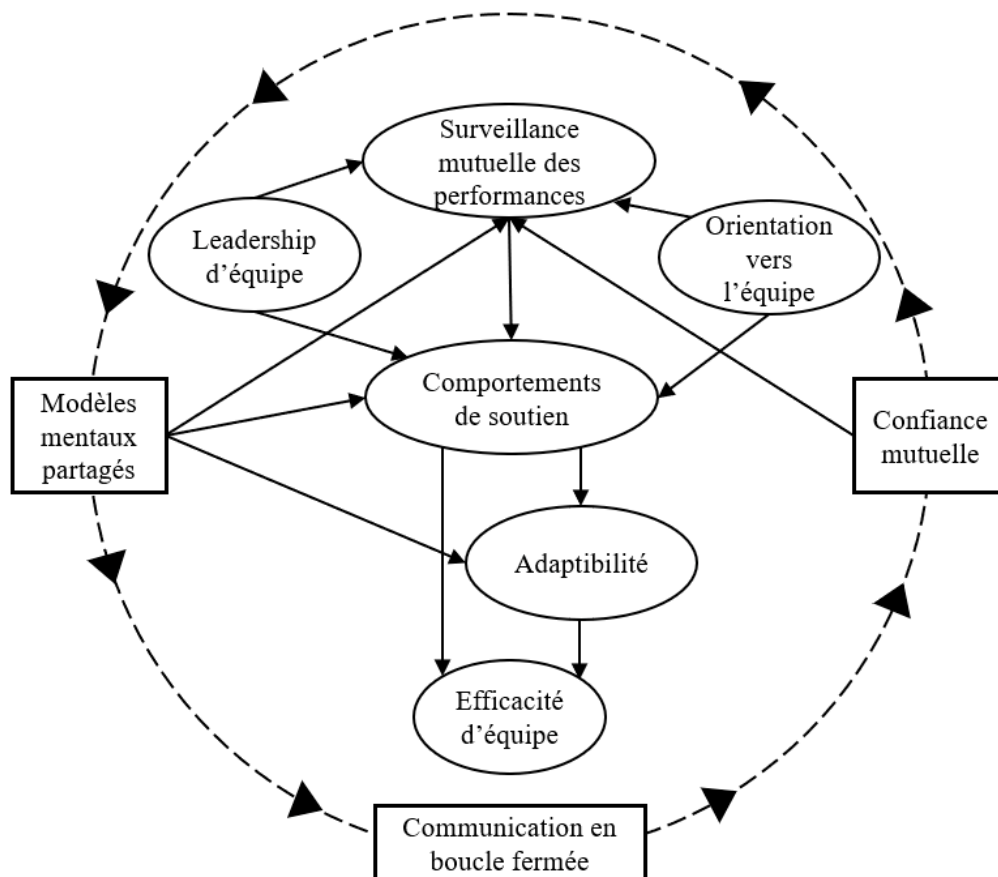 Surveillance
mutuelle des
performances
Leadership
d’équipe
Orientation
vers
l’équipe
Modèles
mentaux
partagés
Comportements
de soutien
Confiance
mutuelle
Adaptibilité
Efficacité
d’équipe
Communication en
boucle fermée